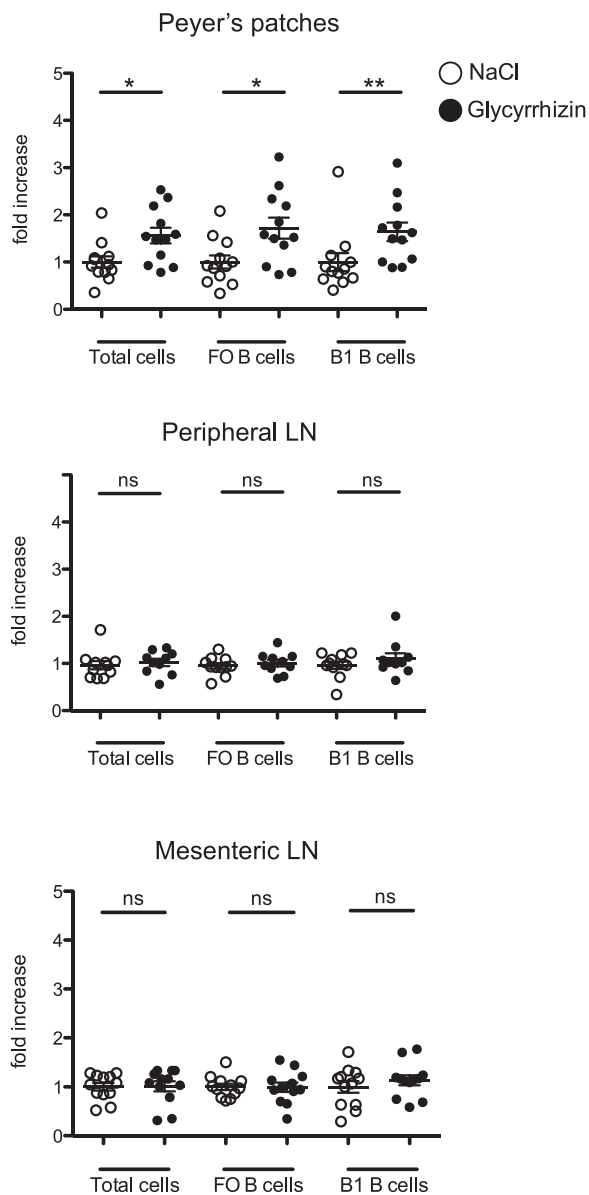 Peyer’s patches
5
4
3
2
1
0
fold increase
* * **
NaCl
Glycyrrhizin
Total cells FO B cells B1 B cells
Peripheral LN
4
3
2
1
0
fold increase
ns ns ns
Total cells FO B cells B1 B cells
Mesenteric LN
5
4
3
2
1
0
fold increase
ns ns ns
Total cells FO B cells B1 B cells